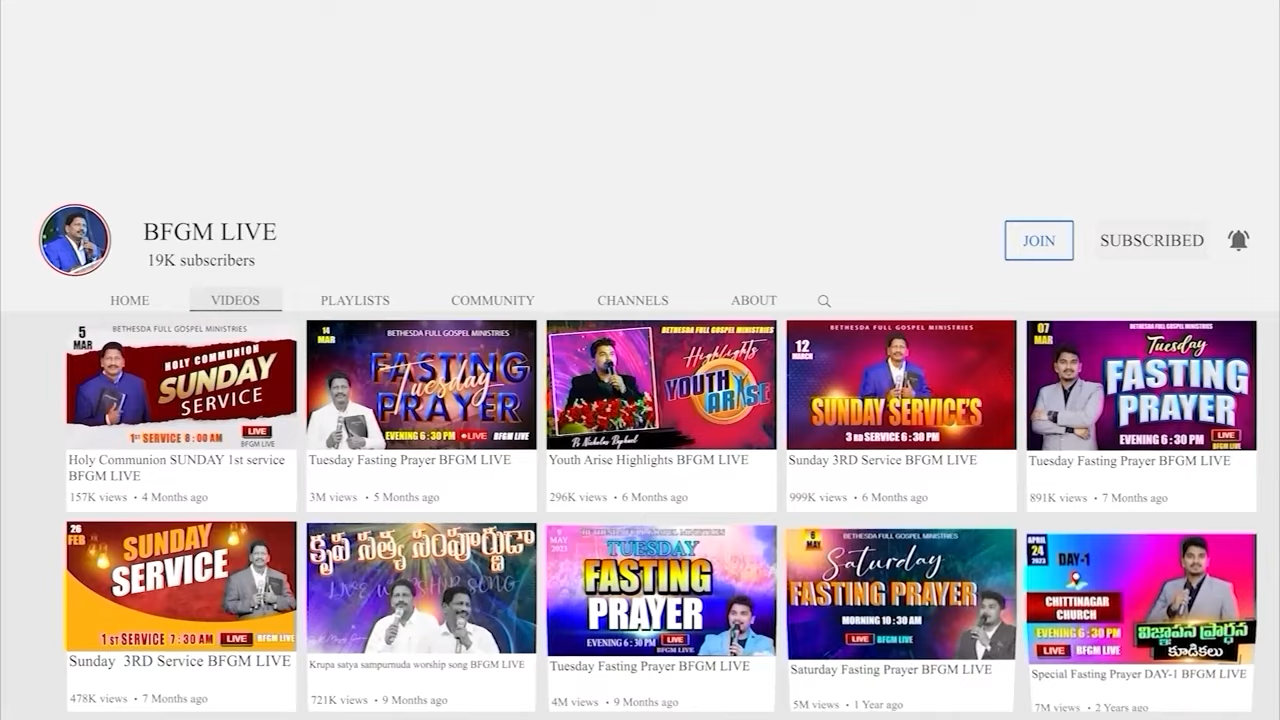 BFGM LIVE
19K subscribers
JOIN
SUBSCRIBED
HOME
VIDEOS
PLAYLISTS
COMMUNITY
CHANNELS
ABOUT
5
MAR
BETHESDA FULL GOSPEL MINISTRIES
HOLY COMMUNION
SUNDAY
SERVICE
1ST SERVICE 8 : 00 AM
LIVE
BFGM LIVE
Holy Communion SUNDAY 1st service
BFGM LIVE
157K views • 4 Months ago
14
MAR
BETHESDA FULL GOSPEL MINISTRIES
FASTING
Tuesday
PRAYER
EVENING 6 : 30 PM
LIVE
BFGM LIVE
Tuesday Fasting Prayer BFGM LIVE
3M views • 5 Months ago
BETHESDA FULL GOSPEL MINISTRIES
Highlights
YOUTH
ARISE
Youth Arise Highlights BFGM LIVE
296K views • 6 Months ago
BETHESDA FULL GOSPEL MINISTRIES
12
MARCH
SUNDAY SERVICE'S
3 RD SERVICE 6 : 30 PM
Sunday 3RD Service BFGM LIVE
999K views • 6 Months ago
07
MAR
BETHESDA FULL GOSPEL MINISTRIES
Tuesday
FASTING
PRAYER
EVENING 6 : 30 PM
LIVE
BFGM LIVE
Tuesday Fasting Prayer BFGM LIVE
891K views • 7 Months ago
26
FEB
SUNDAY
SERVICE
1 ST SERVICE 7 : 30 AM
LIVE
BFGM LIVE
Sunday 3RD Service BFGM LIVE
478K views • 7 Months ago
కృప సత్య సంపూర్ణుడా
LIVE WORSHIP SONG
Krupa satya sampurnuda worship song BFGM LIVE
721K views • 9 Months ago
MAY
2023
BETHESDA FULL GOSPEL MINISTRIES
TUESDAY
FASTING
PRAYER
EVENING 6 : 30 PM
LIVE
BFGM LIVE
Tuesday Fasting Prayer BFGM LIVE
4M views • 9 Months ago
6
MAY
BETHESDA FULL GOSPEL MINISTRIES
Saturday
FASTING PRAYER
MORNING 10 : 30 AM
LIVE
BFGM LIVE
Saturday Fasting Prayer BFGM LIVE
5M views • 1 Year ago
APRIL
24
2023
DAY-1
CHITTINAGAR
CHURCH
EVENING 6 : 30 PM
LIVE
BFGM LIVE
విజ్ఞాపన ప్రార్థన
కూడికలు
Special Fasting Prayer DAY-1 BFGM LIVE
7M views • 2 Years ago